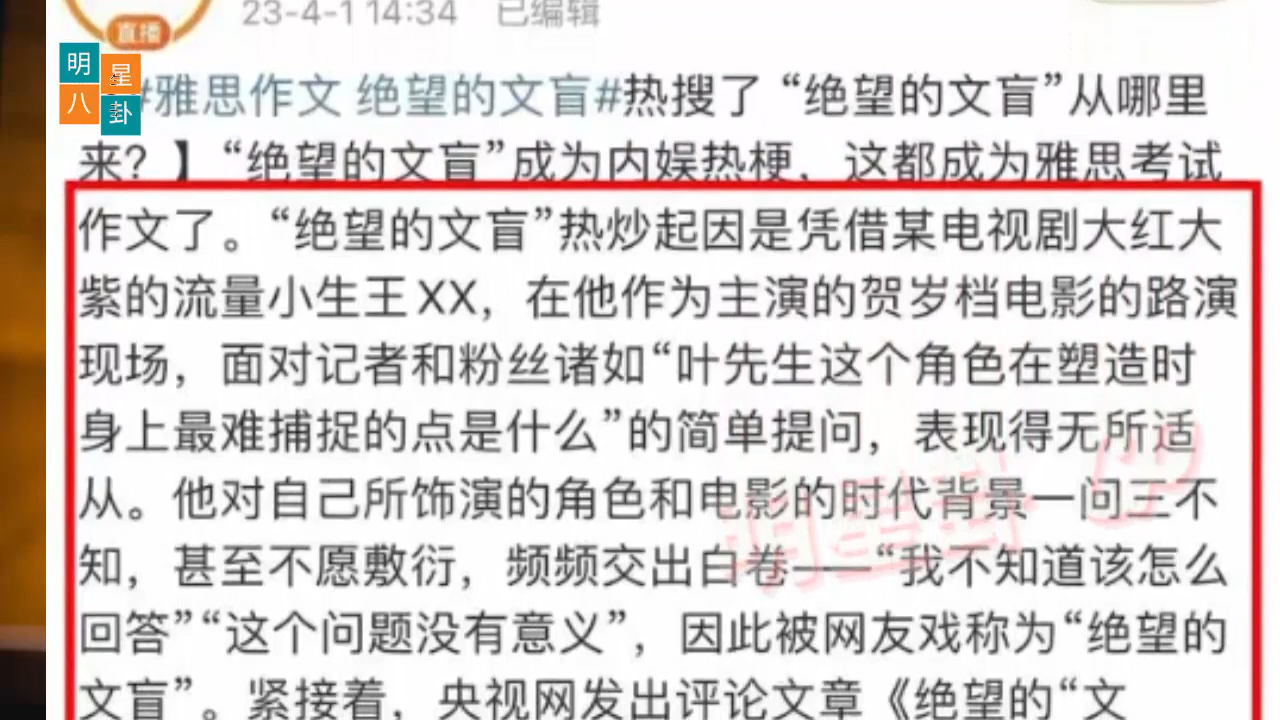 23-4-1 14:34 已编辑
直播
明星
八卦
#雅思作文 绝望的文盲#热搜了 “绝望的文盲”从哪里
来？】“绝望的文盲”成为内娱热梗，这都成为雅思考试
作文了。“绝望的文盲”热炒起因是凭借某电视剧大红大
紫的流量小生王XX，在他作为主演的贺岁档电影的路演
现场，面对记者和粉丝诸如“叶先生这个角色在塑造时
身上最难捕捉的点是什么”的简单提问，表现得无所适
从。他对自己所饰演的角色和电影的时代背景一问三不
知，甚至不愿敷衍，频频交出白卷——“我不知道该怎么
回答”“这个问题没有意义”，因此被网友戏称为“绝望的
文盲”。紧接着，央视网发出评论文章《绝望的“文